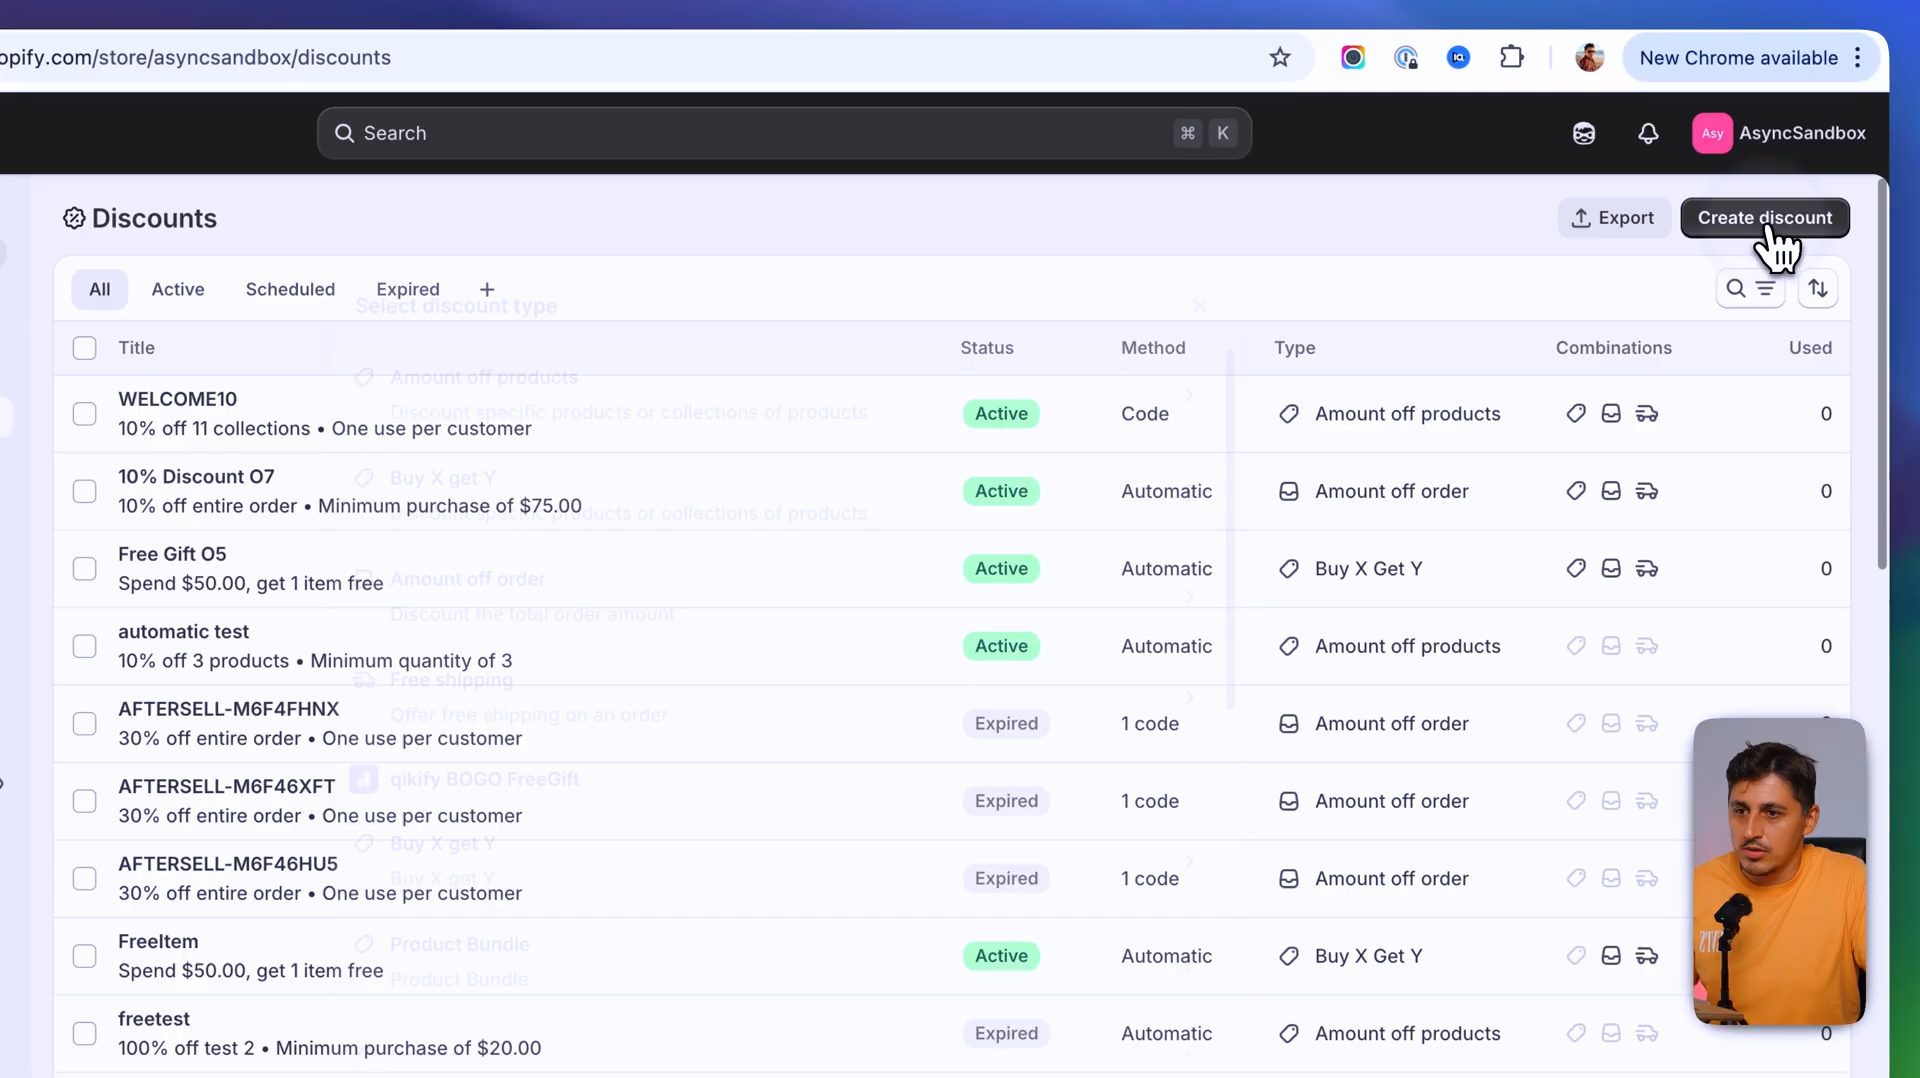 opify.com/store/asyncsandbox/discounts
New Chrome available
Search
⌘ K
Asy
AsyncSandbox
Discounts
Export
Create discount
All
Active
Scheduled
Expired
+
Select discount type
Title
Status
Method
Type
Combinations
Used
Amount off products
Discount specific products or collections of products
WELCOME10
10% off 11 collections • One use per customer
Active
Code
Amount off products
0
Buy X get Y
Discount specific products or collections of products
10% Discount O7
10% off entire order • Minimum purchase of $75.00
Active
Automatic
Amount off order
0
Free Gift O5
Spend $50.00, get 1 item free
Active
Automatic
Buy X Get Y
0
Amount off order
Discount the total order amount
automatic test
10% off 3 products • Minimum quantity of 3
Active
Automatic
Amount off products
0
Free shipping
Offer free shipping on an order
AFTERSELL-M6F4FHNX
30% off entire order • One use per customer
Expired
1 code
Amount off order
qikify BOGO FreeGift
AFTERSELL-M6F46XFT
30% off entire order • One use per customer
Expired
1 code
Amount off order
Buy X get Y
Buy X get Y
AFTERSELL-M6F46HU5
30% off entire order • One use per customer
Expired
1 code
Amount off order
Product Bundle
Product Bundle
FreeItem
Spend $50.00, get 1 item free
Active
Automatic
Buy X Get Y
freetest
100% off test 2 • Minimum purchase of $20.00
Expired
Automatic
Amount off products
0